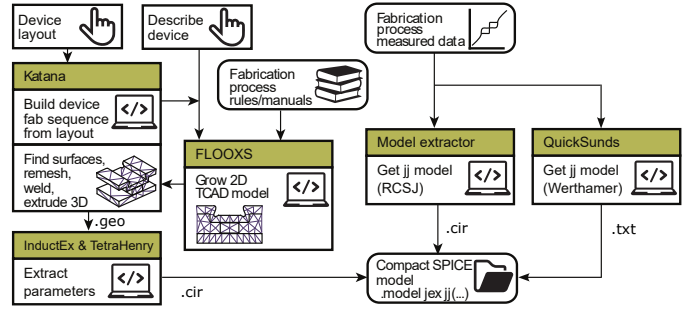 Device
layout
Describe
device
Fabrication
process
measured data
Katana
Build device
fab sequence
from layout
</>
Find surfaces,
remesh,
weld,
extrude 3D
Fabrication
process
rules/manuals
FLOOXS
Grow 2D
TCAD model
</>
Model extractor
Get jj model
(RCSJ)
</>
QuickSunds
Get jj model
(Werthamer)
</>
.geo
.cir
.txt
InductEx & TetraHenry
Extract
parameters
</>
.cir
Compact SPICE
model
.model jex jj(...)